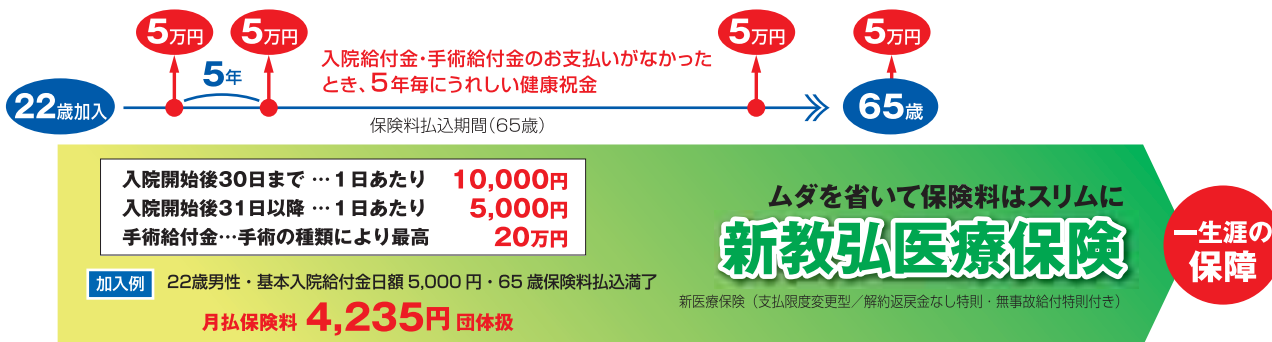 5万円
5万円
5万円
5万円
5年
入院給付金・手術給付金のお支払いがなかった
とき、5年毎にうれしい健康祝金
22歳加入
65歳
保険料払込期間（65歳）
入院開始後30日まで …1日あたり 10,000円
入院開始後31日以降 …1日あたり 5,000円
手術給付金…手術の種類により最高 20万円
加入例 22歳男性・基本入院給付金日額 5,000 円・65 歳保険料払込満了
月払保険料 4,235円 団体扱
ムダを省いて保険料はスリムに
新教弘医療保険
新医療保険（支払限度変更型／解約返戻金なし特則・無事故給付特則付き）
一生涯の
保障